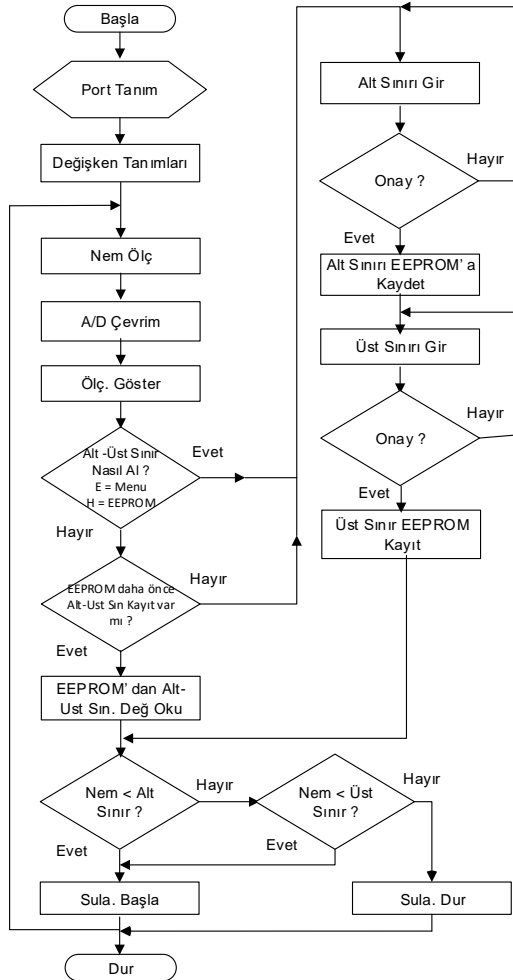 Başla
Port Tanım
Değişken Tanımları
Nem Ölç
A/D Çevrim
Ölç. Göster
Alt -Üst Sınır
Nasıl Al ?
E = Menu
H = EEPROM
Evet
Hayır
EEPROM daha önce
Alt-Ust Sın Kayıt var
mı ?
Hayır
Evet
EEPROM' dan Alt-
Ust Sın. Değ Oku
Alt Sınırı Gir
Onay ?
Hayır
Evet
Alt Sınırı EEPROM' a
Kaydet
Üst Sınırı Gir
Onay ?
Hayır
Evet
Üst Sınır EEPROM
Kayıt
Nem < Alt
Sınır ?
Hayır
Evet
Nem < Üst
Sınır ?
Hayır
Evet
Sula. Başla
Sula. Dur
Dur